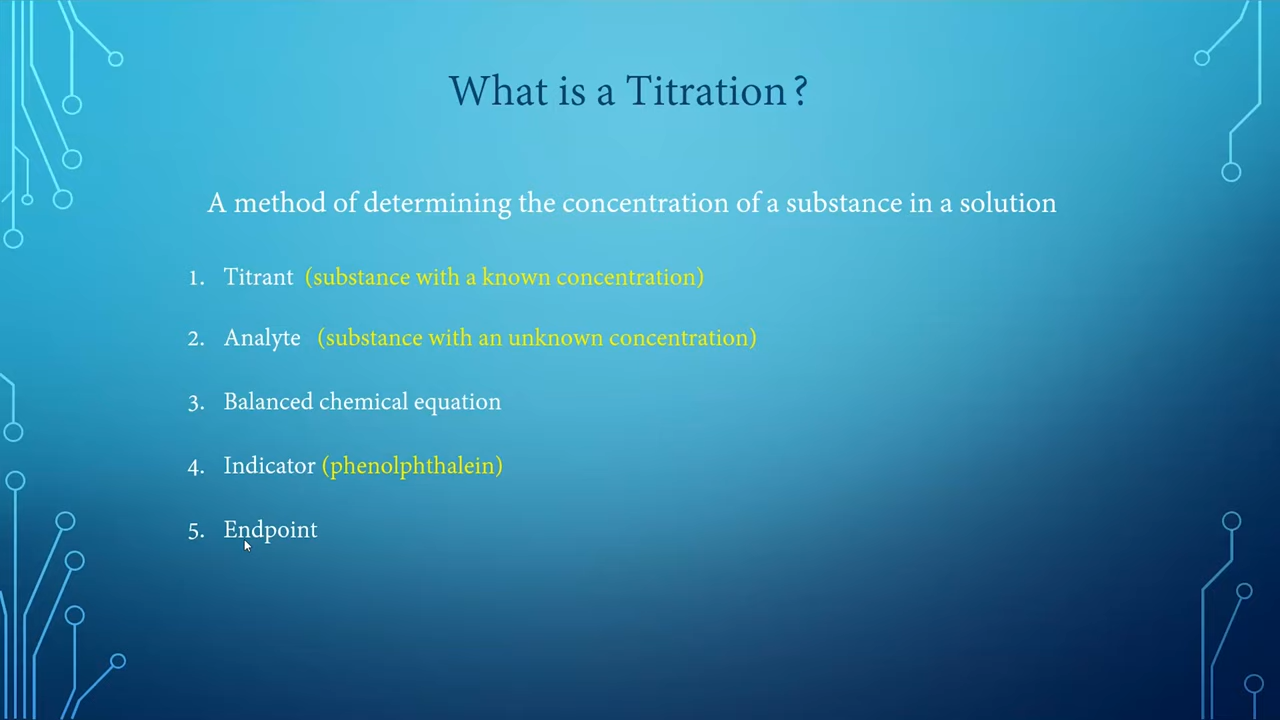 What is a Titration?
A method of determining the concentration of a substance in a solution
1. Titrant (substance with a known concentration)
2. Analyte (substance with an unknown concentration)
3. Balanced chemical equation
4. Indicator (phenolphthalein)
5. Endpoint